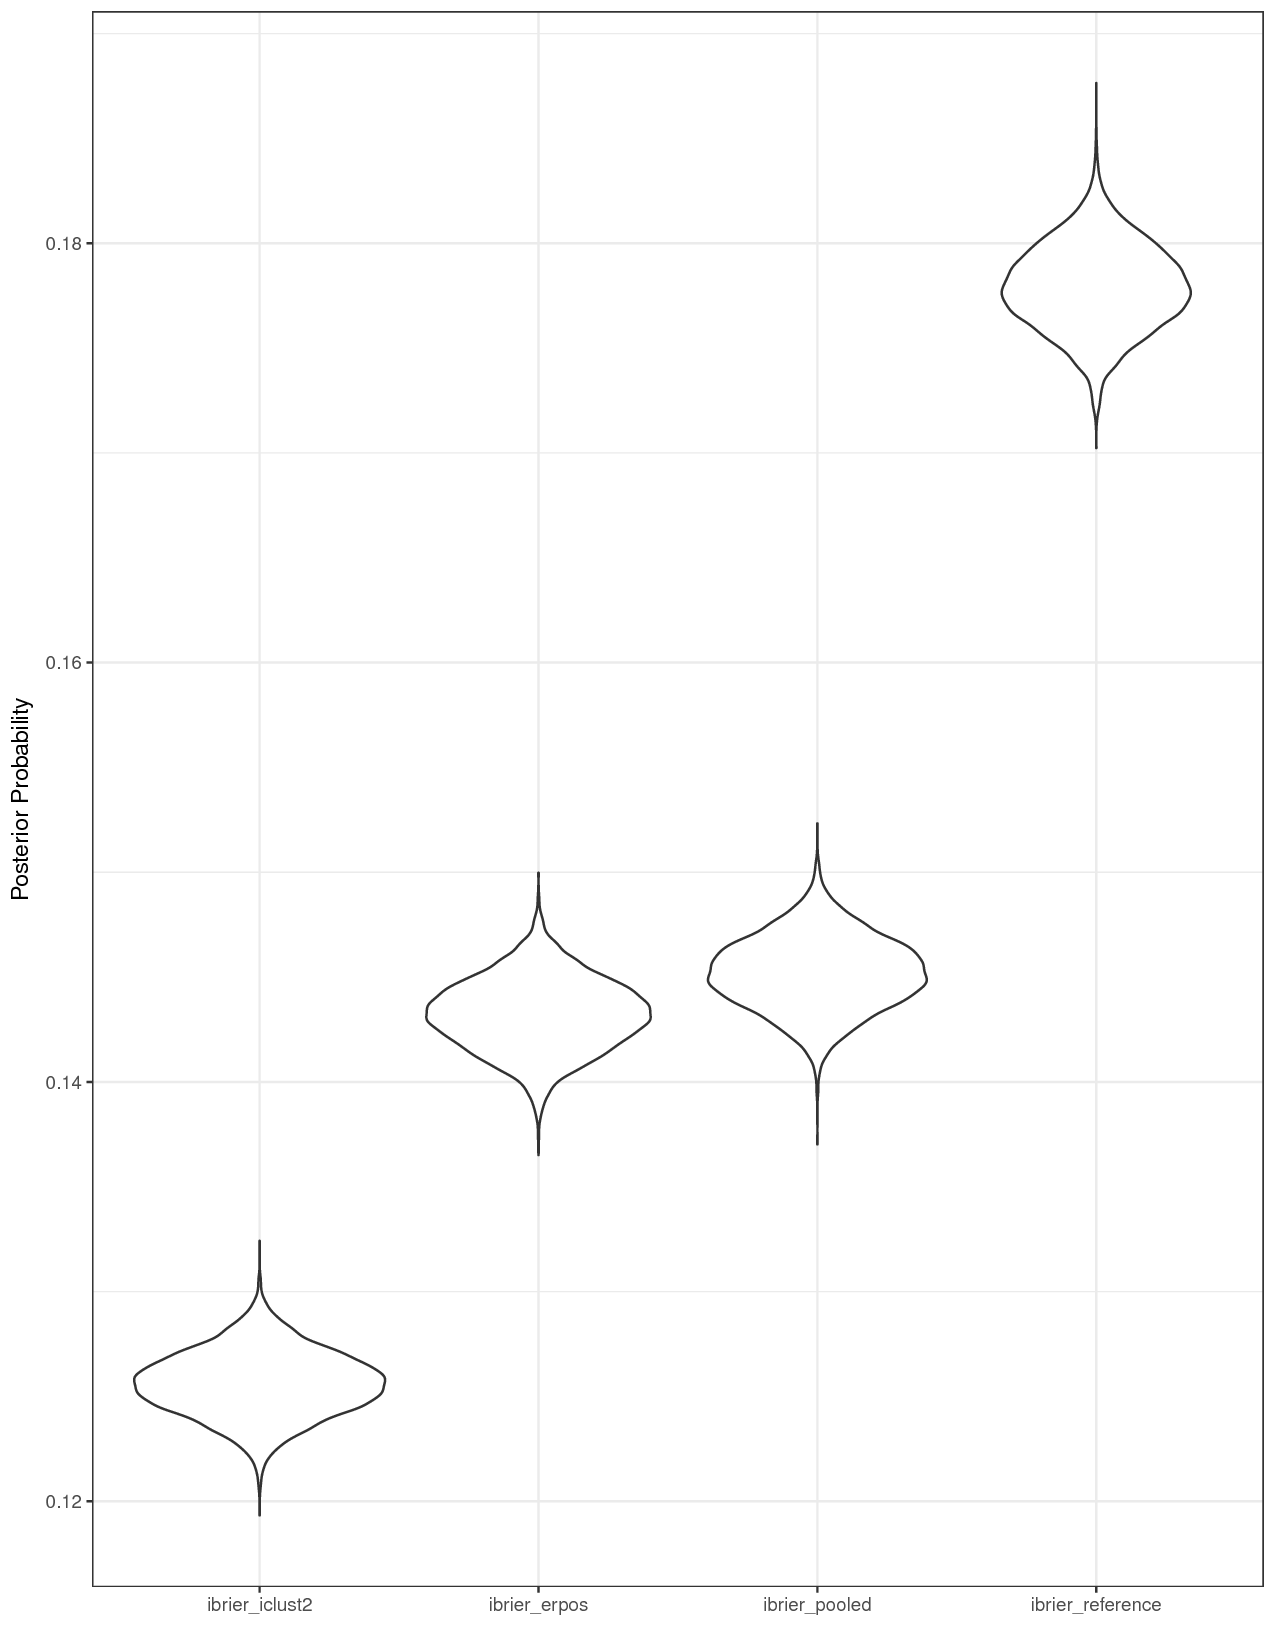 Posterior Probability
0.18
0.16
0.14
0.12
ibrier_iclust2
ibrier_erpos
ibrier_pooled
ibrier_reference